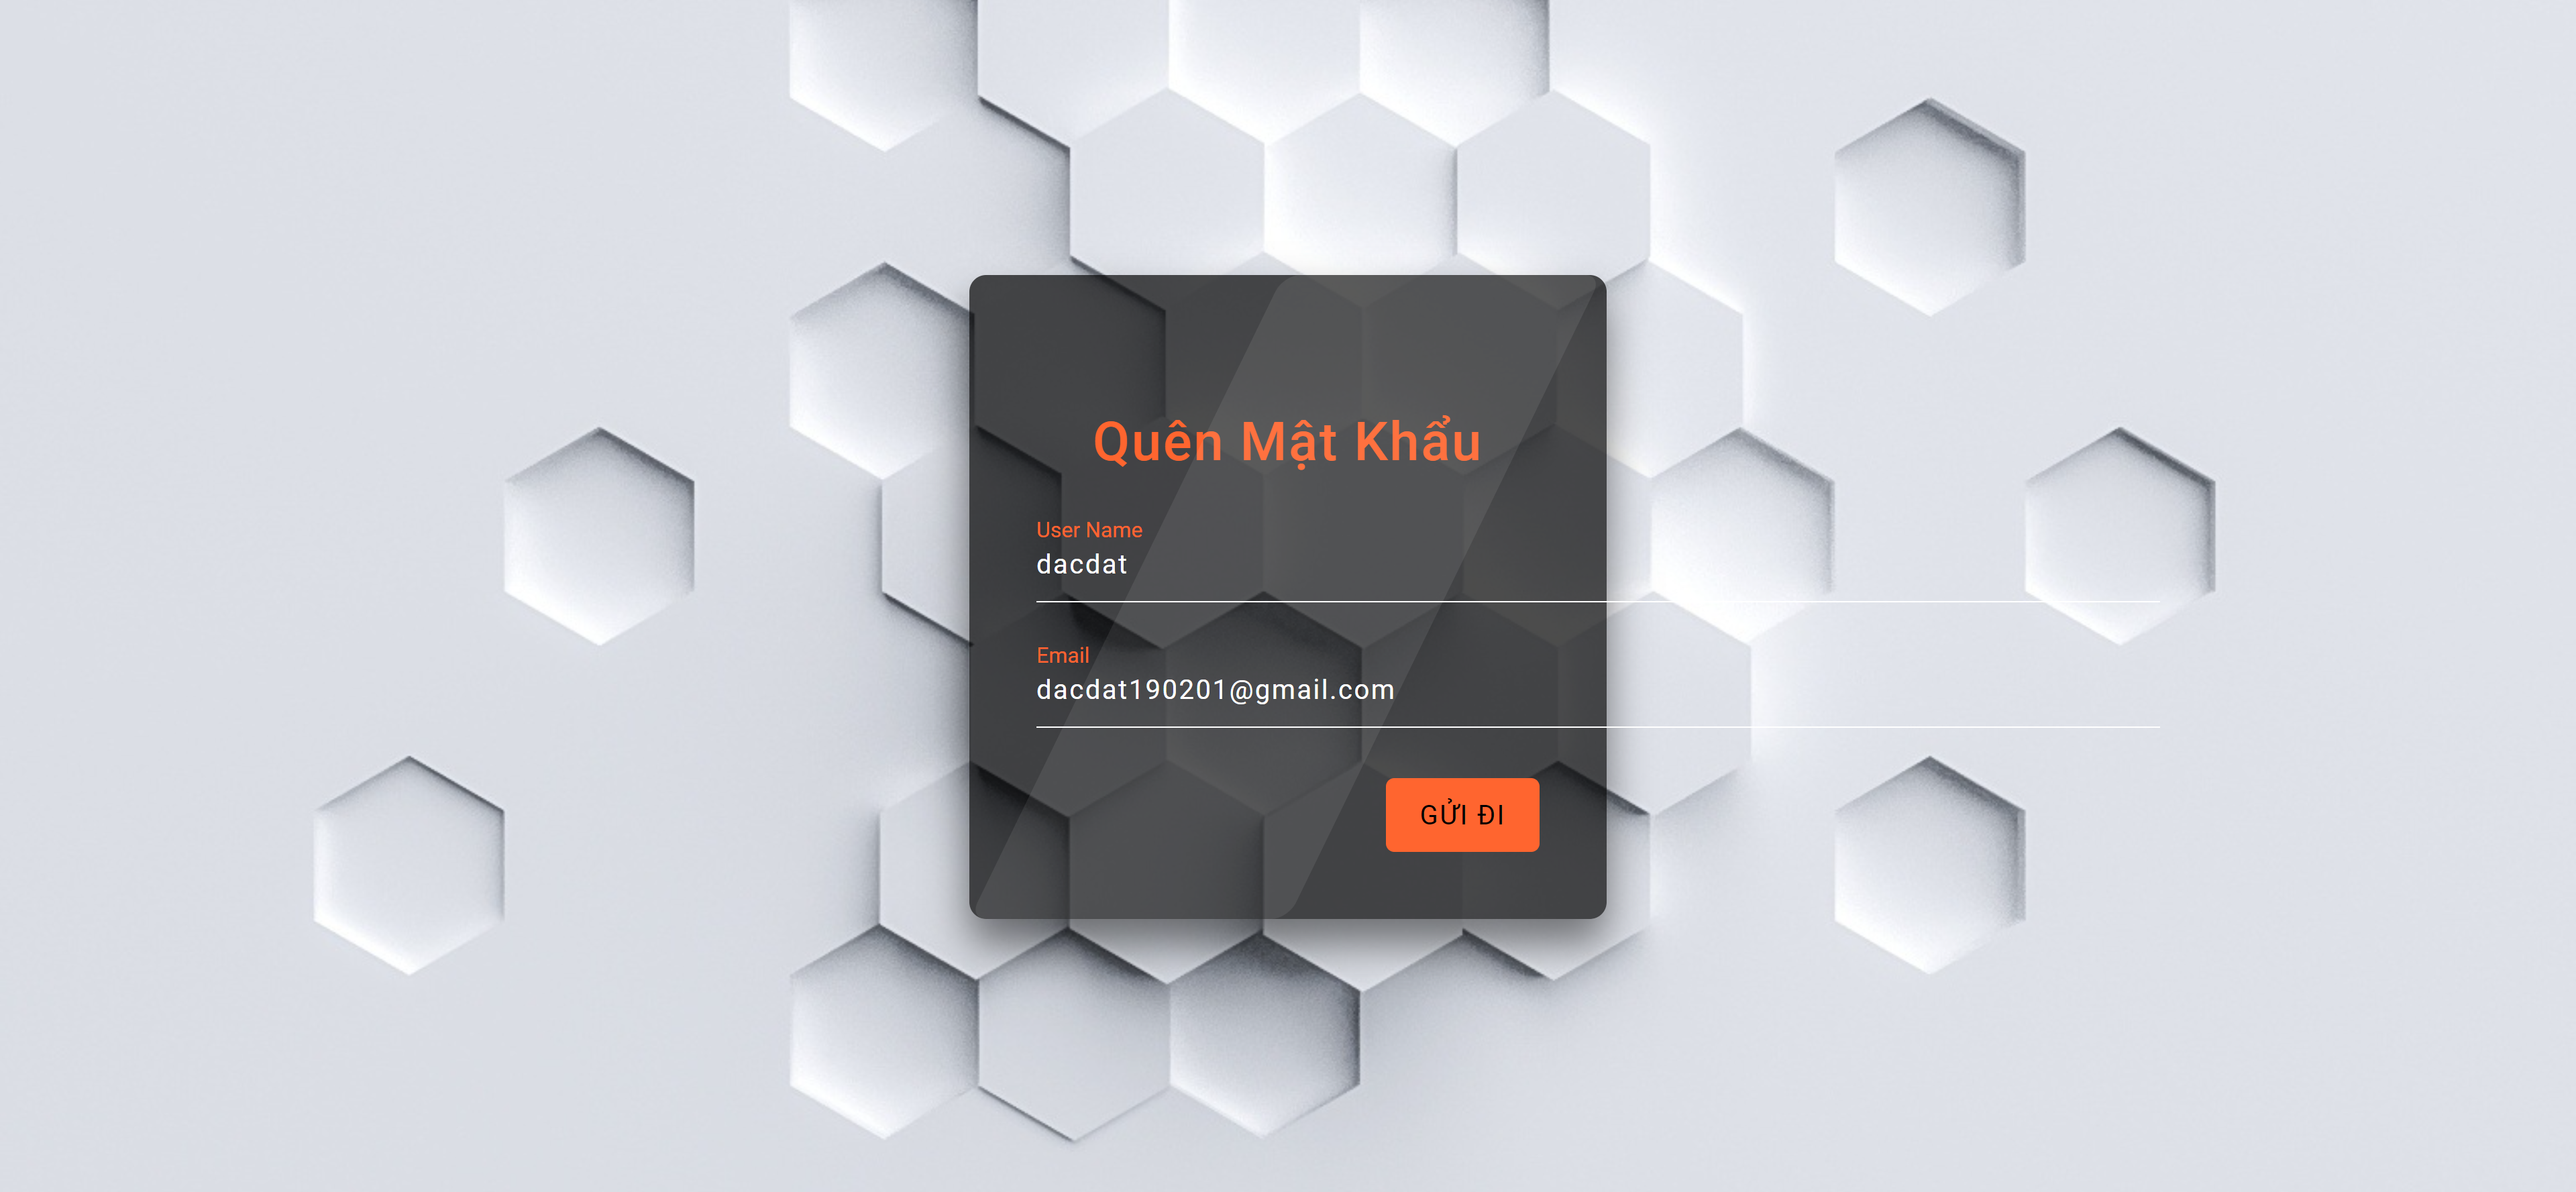 Quên Mật Khẩu
User Name
dacdat
Email
dacdat190201@gmail.com
GỬI ĐI